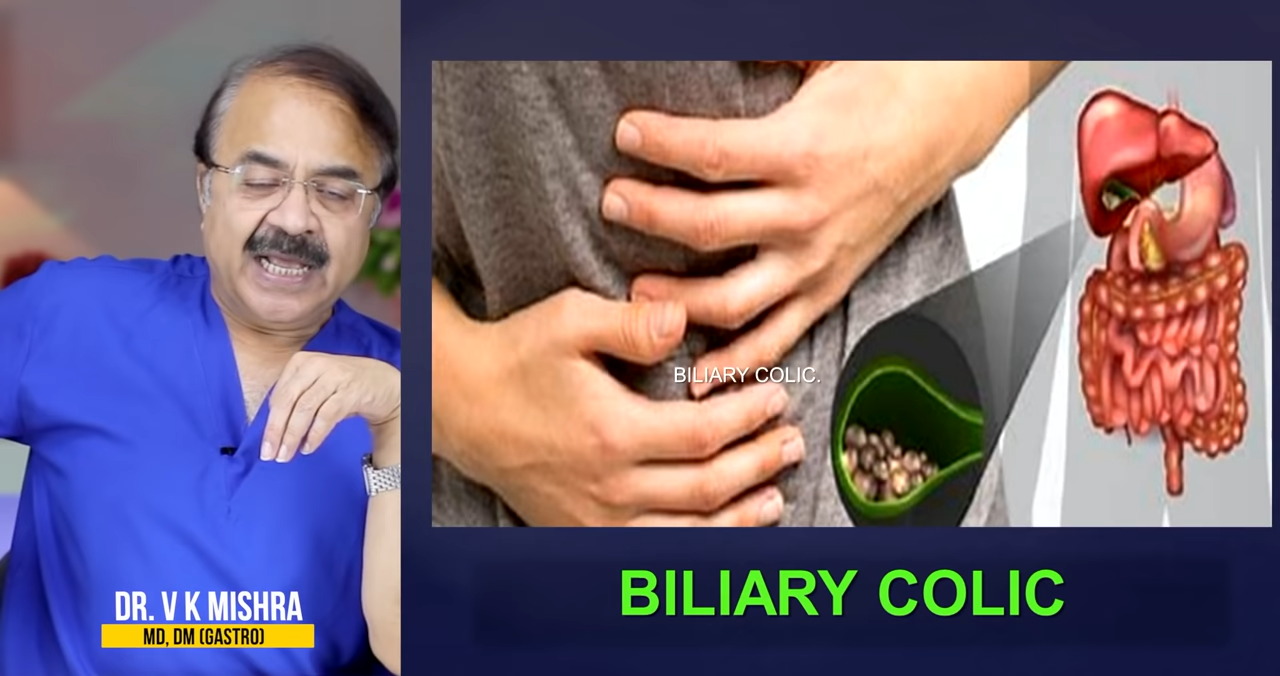 BILIARY COLIC.
BILIARY COLIC
DR. V K MISHRA
MD, DM (GASTRO)